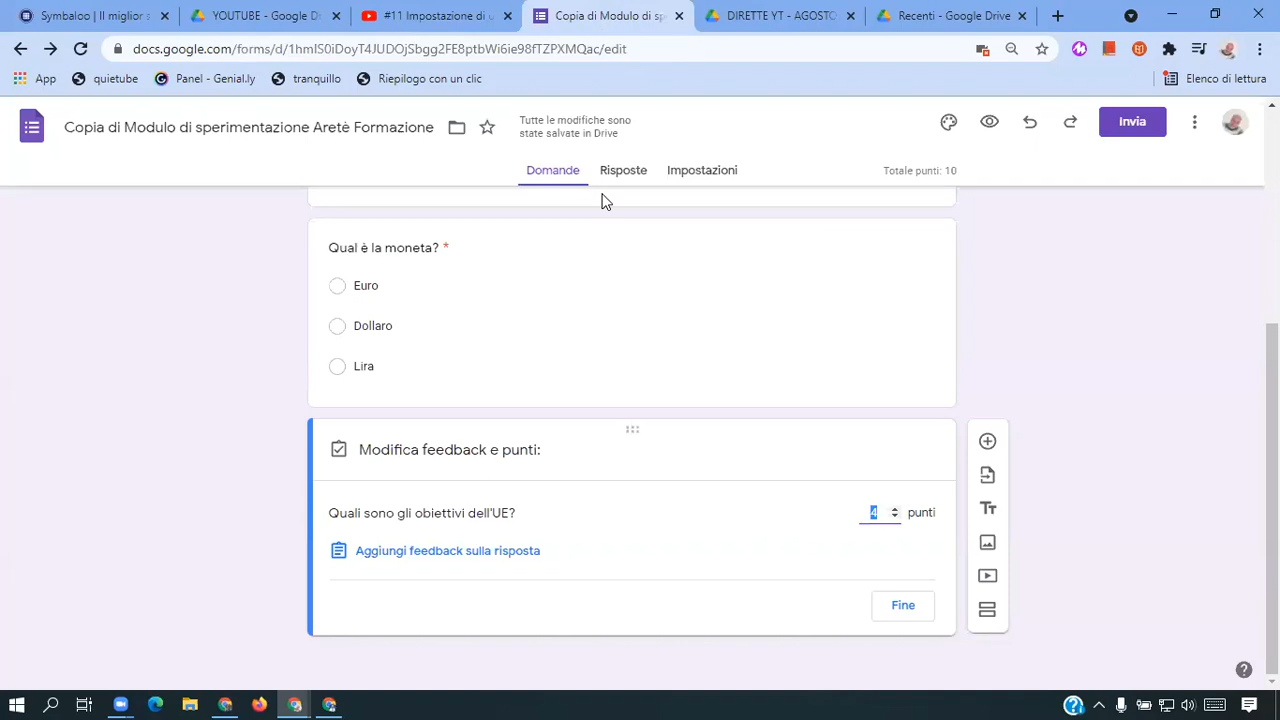 Symbaloo | Il miglior s
YOUTUBE - Google D
#11 Impostazione di u
Copia di Modulo di sp
DIRETTE YT - AGOSTO
Recenti - Google Drive
docs.google.com/forms/d/1hmlS0iDoyT4JUDOjSbgg2FE8ptbWi6ie98fTZPXMQac/edit
App
quietube
Panel - Genial.ly
tranquillo
Riepilogo con un clic
Elenco di lettura
Copia di Modulo di sperimentazione Aretè Formazione
Tutte le modifiche sono
state salvate in Drive
Invia
Domande
Risposte
Impostazioni
Totale punti: 10
Qual è la moneta? *
Euro
Dollaro
Lira
Modifica feedback e punti:
Quali sono gli obiettivi dell'UE?
4 punti
Aggiungi feedback sulla risposta
Fine